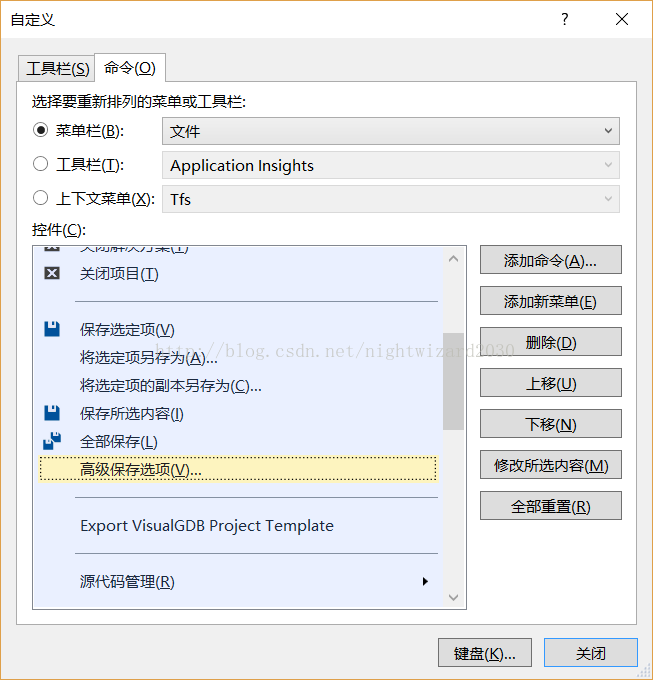 自定义
?
工具栏(S)
命令(O)
选择要重新排列的菜单或工具栏:
菜单栏(B):
文件
工具栏(T):
Application Insights
上下文菜单(X):
Tfs
控件(C):
关闭解决方案(T)
关闭项目(T)
保存选定项(V)
将选定项另存为(A)...
将选定项的副本另存为(C)...
保存所选内容(I)
全部保存(L)
高级保存选项(V)...
Export VisualGDB Project Template
源代码管理(R)
添加命令(A)...
添加新菜单(E)
删除(D)
上移(U)
下移(N)
修改所选内容(M)
全部重置(R)
http://blog.csdn.net/nightwizard2030
键盘(K)...
关闭